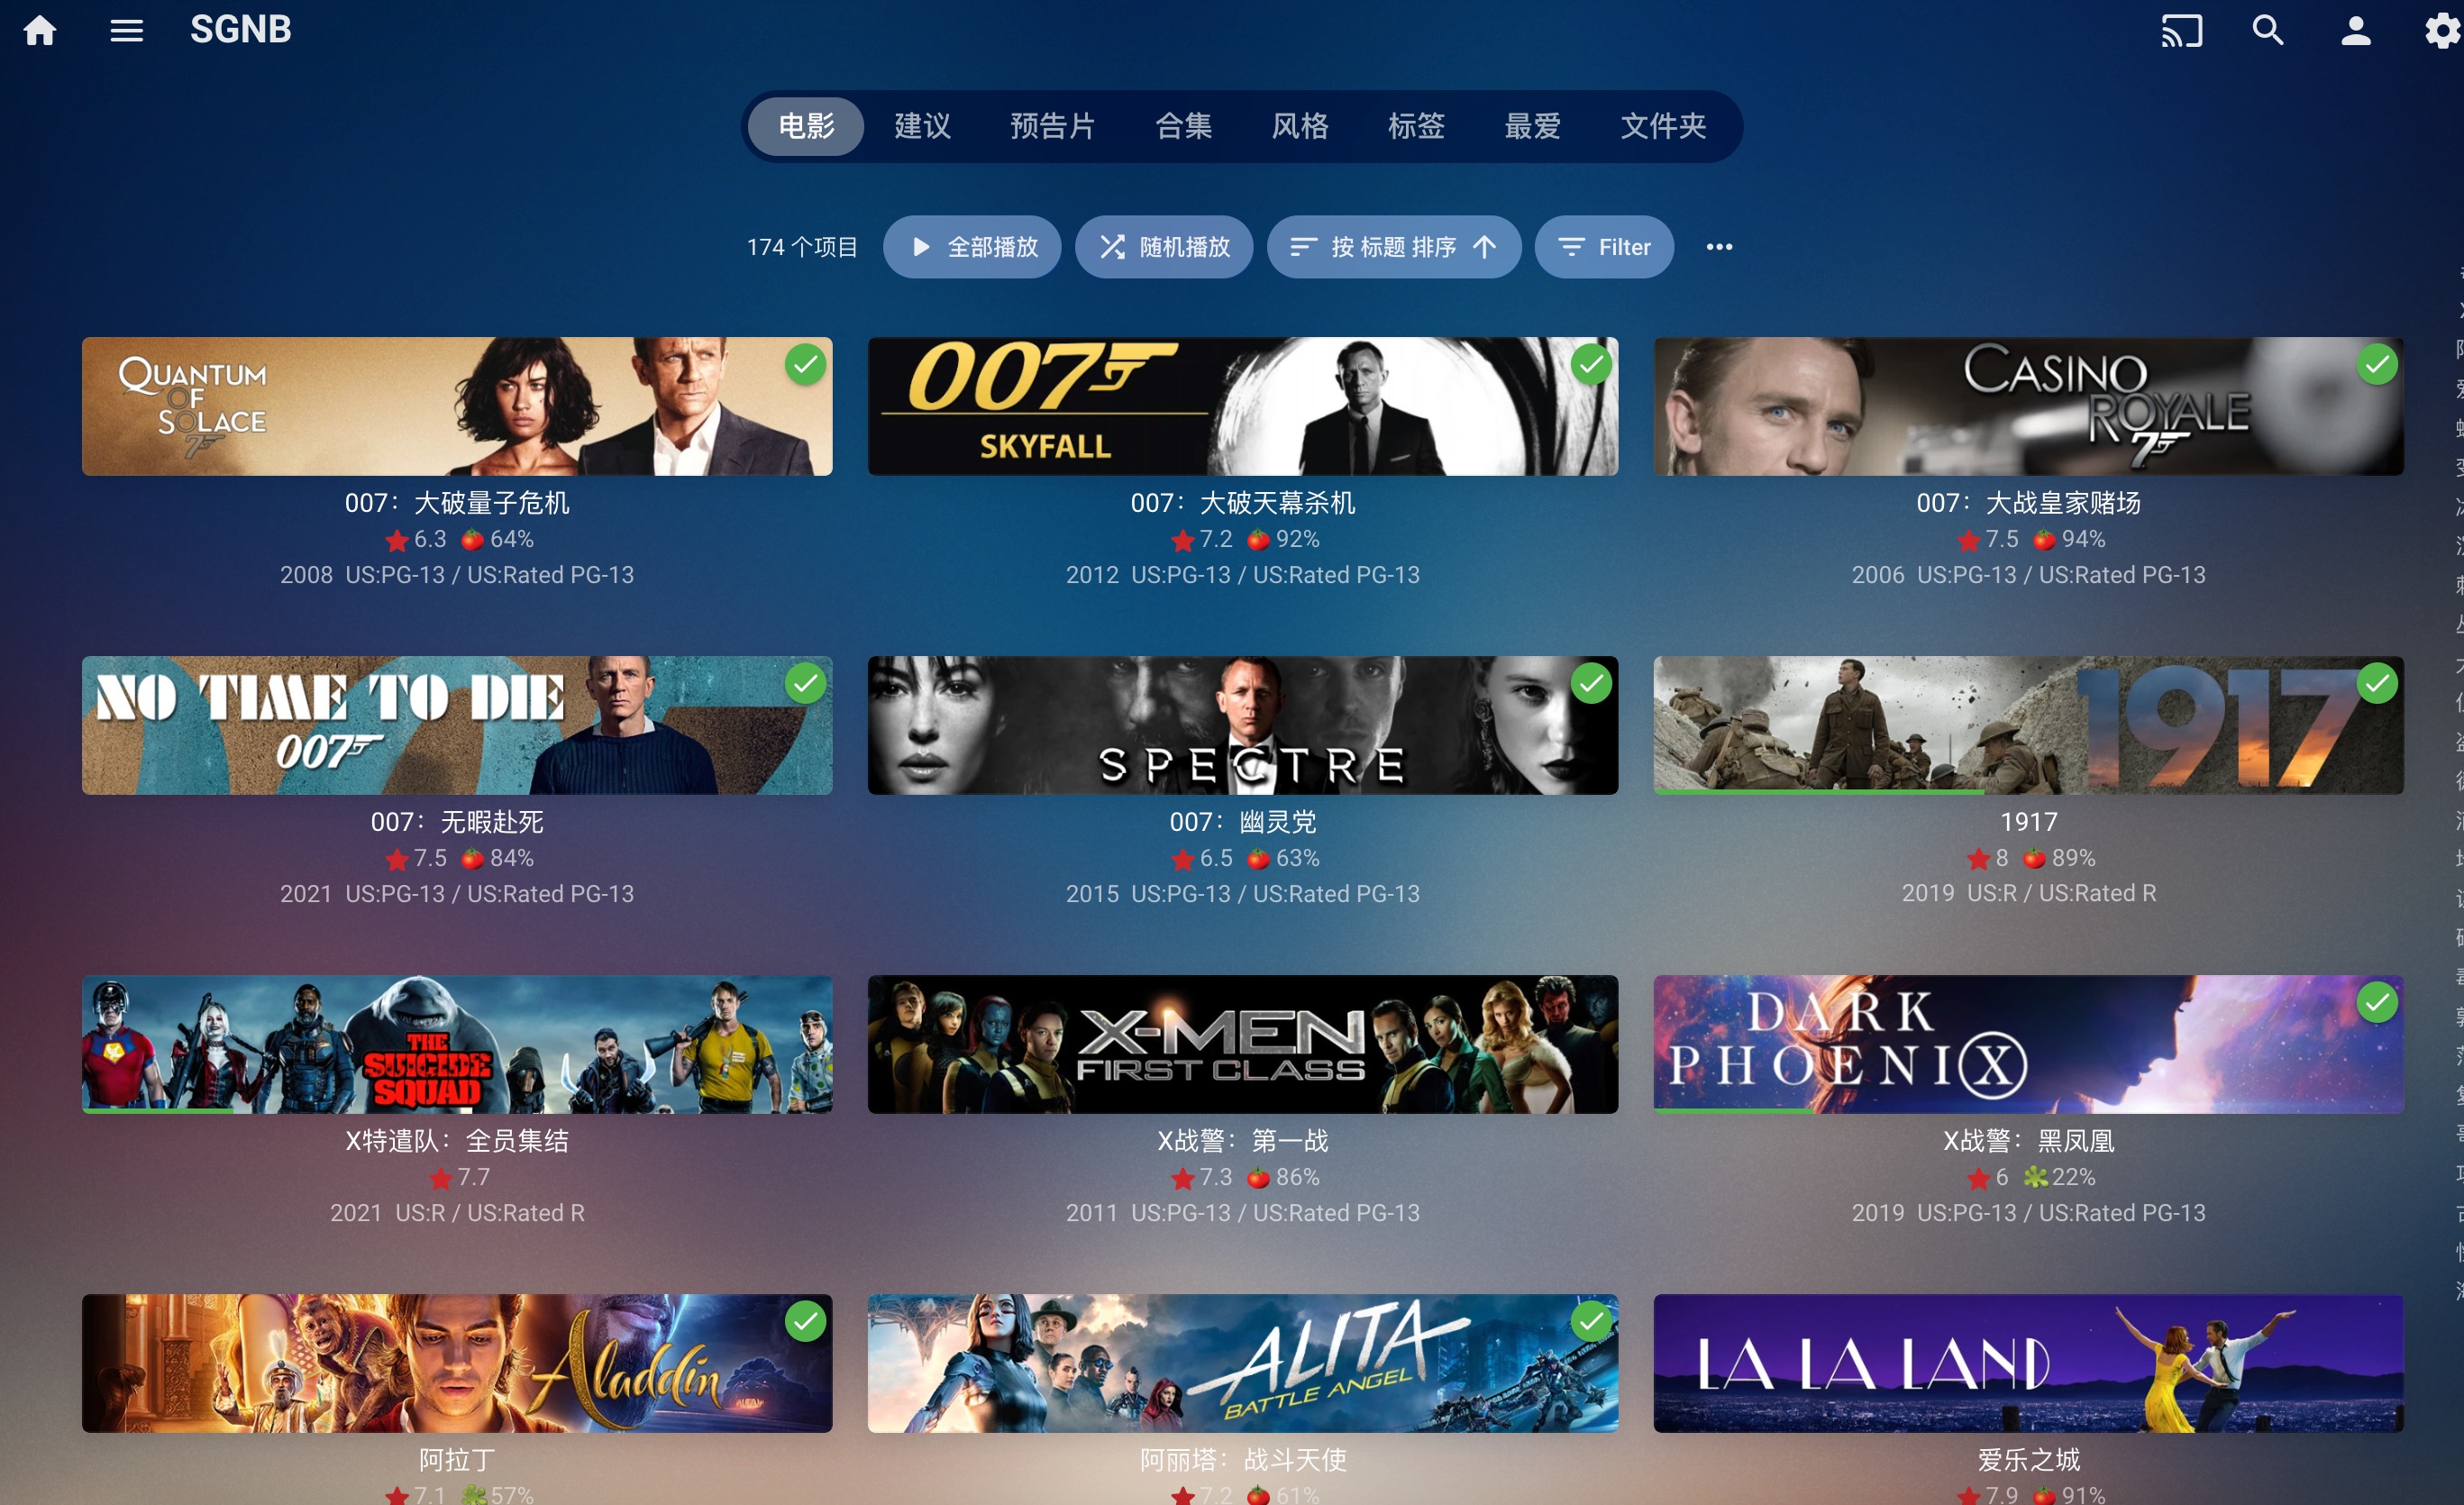 SGNB
电影 建议 预告片 合集 风格 标签 最爱 文件夹
174 个项目 全部播放 随机播放 按 标题 排序 Filter
QUANTUM
OF
SOLACE
007
SKYFALL
CASINO
ROYALE
007：大破量子危机
6.3 64%
2008 US:PG-13 / US:Rated PG-13
007：大破天幕杀机
7.2 92%
2012 US:PG-13 / US:Rated PG-13
007：大战皇家赌场
7.5 94%
2006 US:PG-13 / US:Rated PG-13
NO TIME TO DIE
007
SPECTRE
1917
007：无暇赴死
7.5 84%
2021 US:PG-13 / US:Rated PG-13
007：幽灵党
6.5 63%
2015 US:PG-13 / US:Rated PG-13
1917
8 89%
2019 US:R / US:Rated R
THE
SUICIDE
SQUAD
X-MEN
FIRST CLASS
DARK
PHOENIX
X特遣队：全员集结
7.7
2021 US:R / US:Rated R
X战警：第一战
7.3 86%
2011 US:PG-13 / US:Rated PG-13
X战警：黑凤凰
6 22%
2019 US:PG-13 / US:Rated PG-13
Aladdin
ALITA
BATTLE ANGEL
LA LA LAND
阿拉丁
7.1 57%
阿丽塔：战斗天使
7.2 61%
爱乐之城
7.9 91%